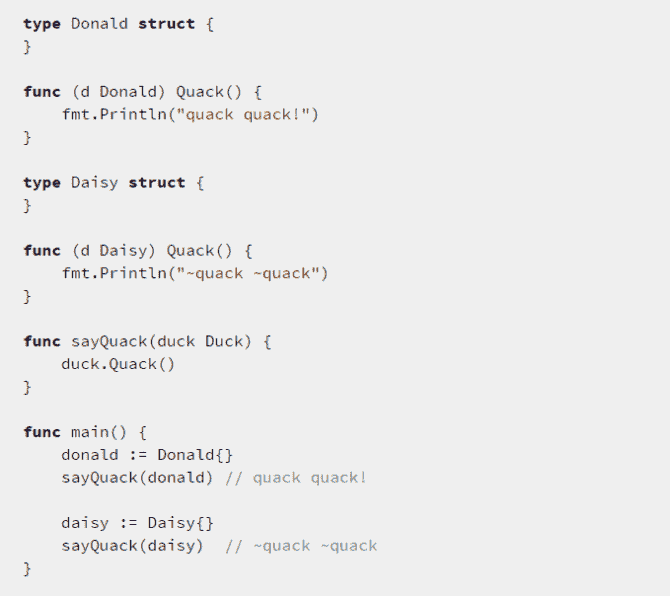 type Donald struct {
}
func (d Donald) Quack() {
    fmt.Println("quack quack!")
}
type Daisy struct {
}
func (d Daisy) Quack() {
    fmt.Println("~quack ~quack")
}
func sayQuack(duck Duck) {
    duck.Quack()
}
func main() {
    donald := Donald{}
    sayQuack(donald) // quack quack!
    daisy := Daisy{}
    sayQuack(daisy)  // ~quack ~quack
}